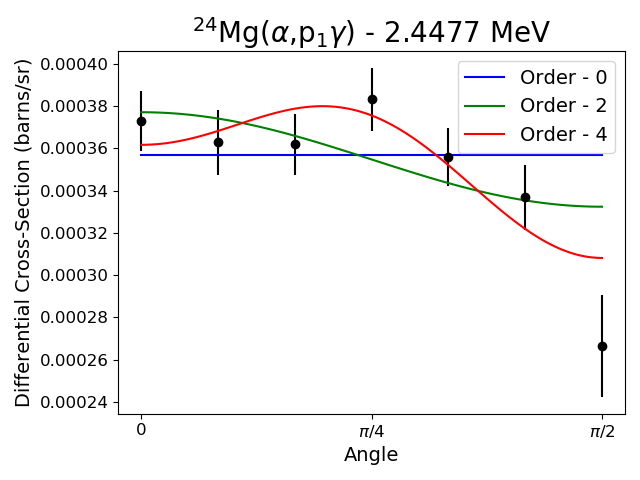 ²⁴Mg(α,p₁γ) - 2.4477 MeV
Differential Cross-Section (barns/sr)
0.00040
0.00038
0.00036
0.00034
0.00032
0.00030
0.00028
0.00026
0.00024
Order - 0
Order - 2
Order - 4
0 π/4 π/2
Angle